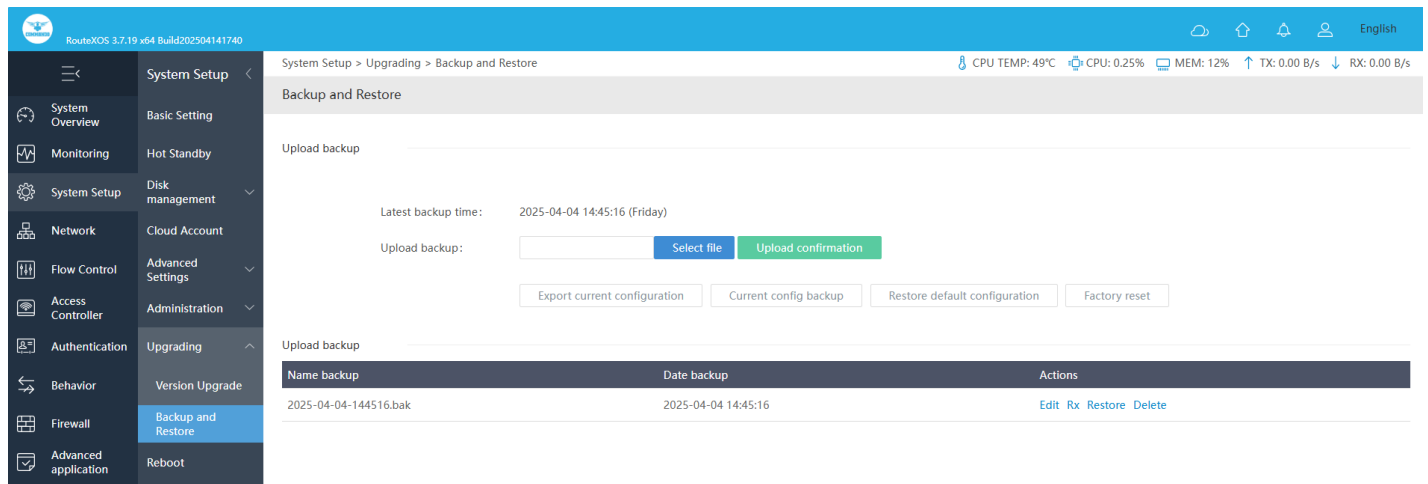 COMMANDO
RouteXOS 3.7.19 x64 Build202504141740
English
System Setup
System Setup > Upgrading > Backup and Restore
CPU TEMP: 49℃ CPU: 0.25% MEM: 12% TX: 0.00 B/s RX: 0.00 B/s
Backup and Restore
System
Overview
Monitoring
System Setup
Network
Flow Control
Access
Controller
Authentication
Behavior
Firewall
Advanced
application
Basic Setting
Hot Standby
Disk
management
Cloud Account
Advanced
Settings
Administration
Upgrading
Version Upgrade
Backup and
Restore
Reboot
Upload backup
Latest backup time: 2025-04-04 14:45:16 (Friday)
Upload backup: Select file Upload confirmation
Export current configuration Current config backup Restore default configuration Factory reset
Upload backup
Name backup Date backup Actions
2025-04-04-144516.bak 2025-04-04 14:45:16 Edit Rx Restore Delete